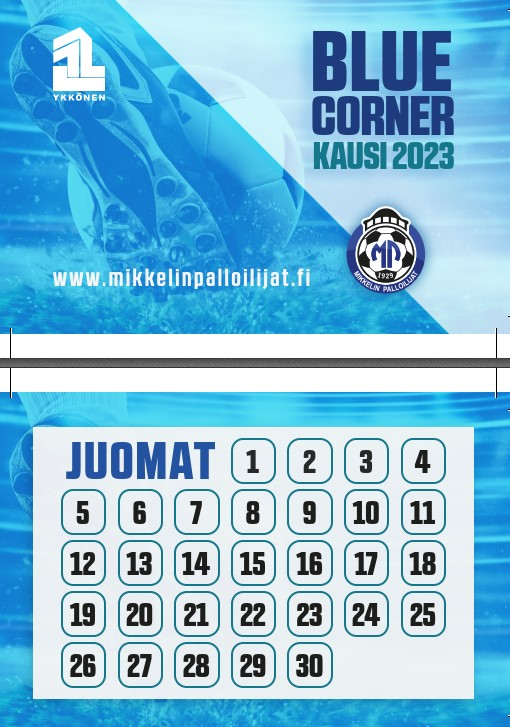 1
YKKÖNEN
BLUE
CORNER
KAUSI 2023
MP
1929
MIKKELIN PALLOILIJAT
www.mikkelinpalloilijat.fi
JUOMAT 1 2 3 4
5 6 7 8 9 10 11
12 13 14 15 16 17 18
19 20 21 22 23 24 25
26 27 28 29 30